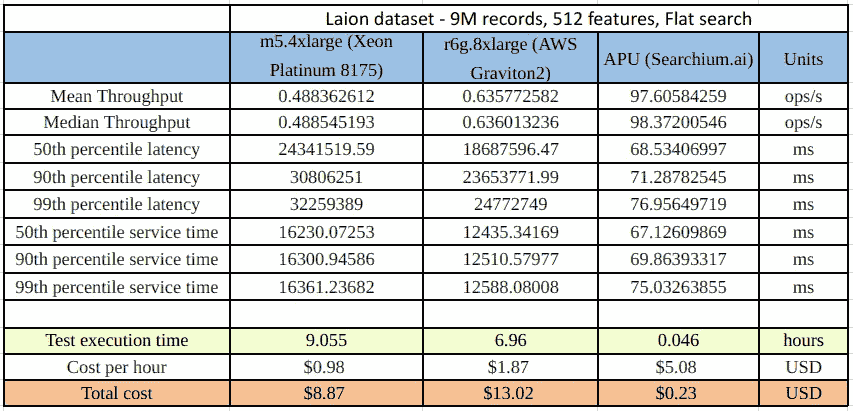 Laion dataset - 9M records, 512 features, Flat search
m5.4xlarge (Xeon Platinum 8175) r6g.8xlarge (AWS Graviton2) APU (Searchium.ai) Units
Mean Throughput 0.488362612 0.635772582 97.60584259 ops/s
Median Throughput 0.488545193 0.636013236 98.37200546 ops/s
50th percentile latency 24341519.59 18687596.47 68.53406997 ms
90th percentile latency 30806251 23653771.99 71.28782545 ms
99th percentile latency 32259389 24772749 76.95649719 ms
50th percentile service time 16230.07253 12435.34169 67.12609869 ms
90th percentile service time 16300.94586 12510.57977 69.86393317 ms
99th percentile service time 16361.23682 12588.08008 75.03263855 ms
Test execution time 9.055 6.96 0.046 hours
Cost per hour $0.98 $1.87 $5.08 USD
Total cost $8.87 $13.02 $0.23 USD